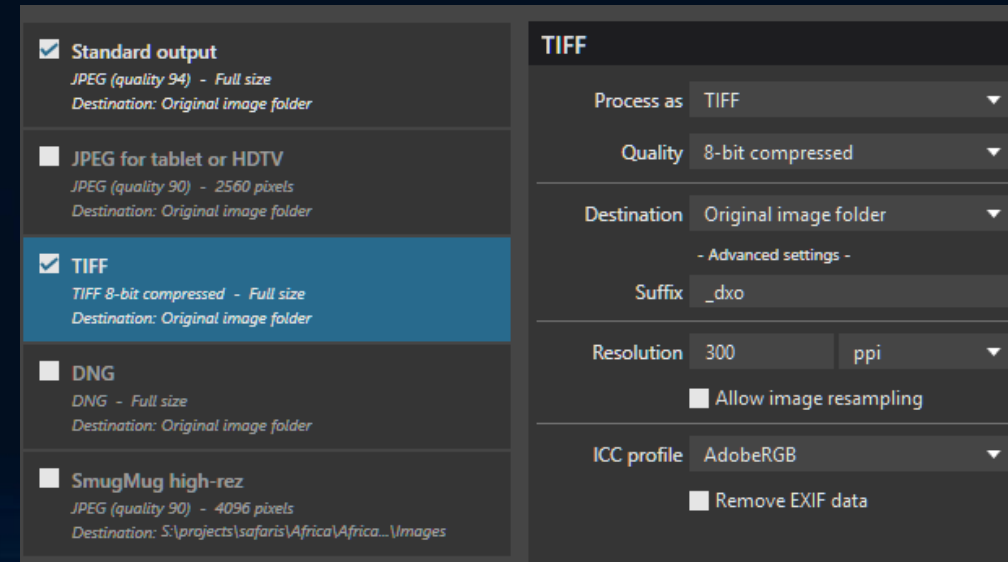 Standard output
JPEG (quality 94) - Full size
Destination: Original image folder
JPEG for tablet or HDTV
JPEG (quality 90) - 2560 pixels
Destination: Original image folder
TIFF
TIFF 8-bit compressed - Full size
Destination: Original image folder
DNG
DNG - Full size
Destination: Original image folder
SmugMug high-rez
JPEG (quality 90) - 4096 pixels
Destination: S:\projects\safaris\Africa\Africa...\Images
TIFF
Process as TIFF
Quality 8-bit compressed
Destination Original image folder
- Advanced settings -
Suffix _dxo
Resolution 300 ppi
Allow image resampling
ICC profile AdobeRGB
Remove EXIF data